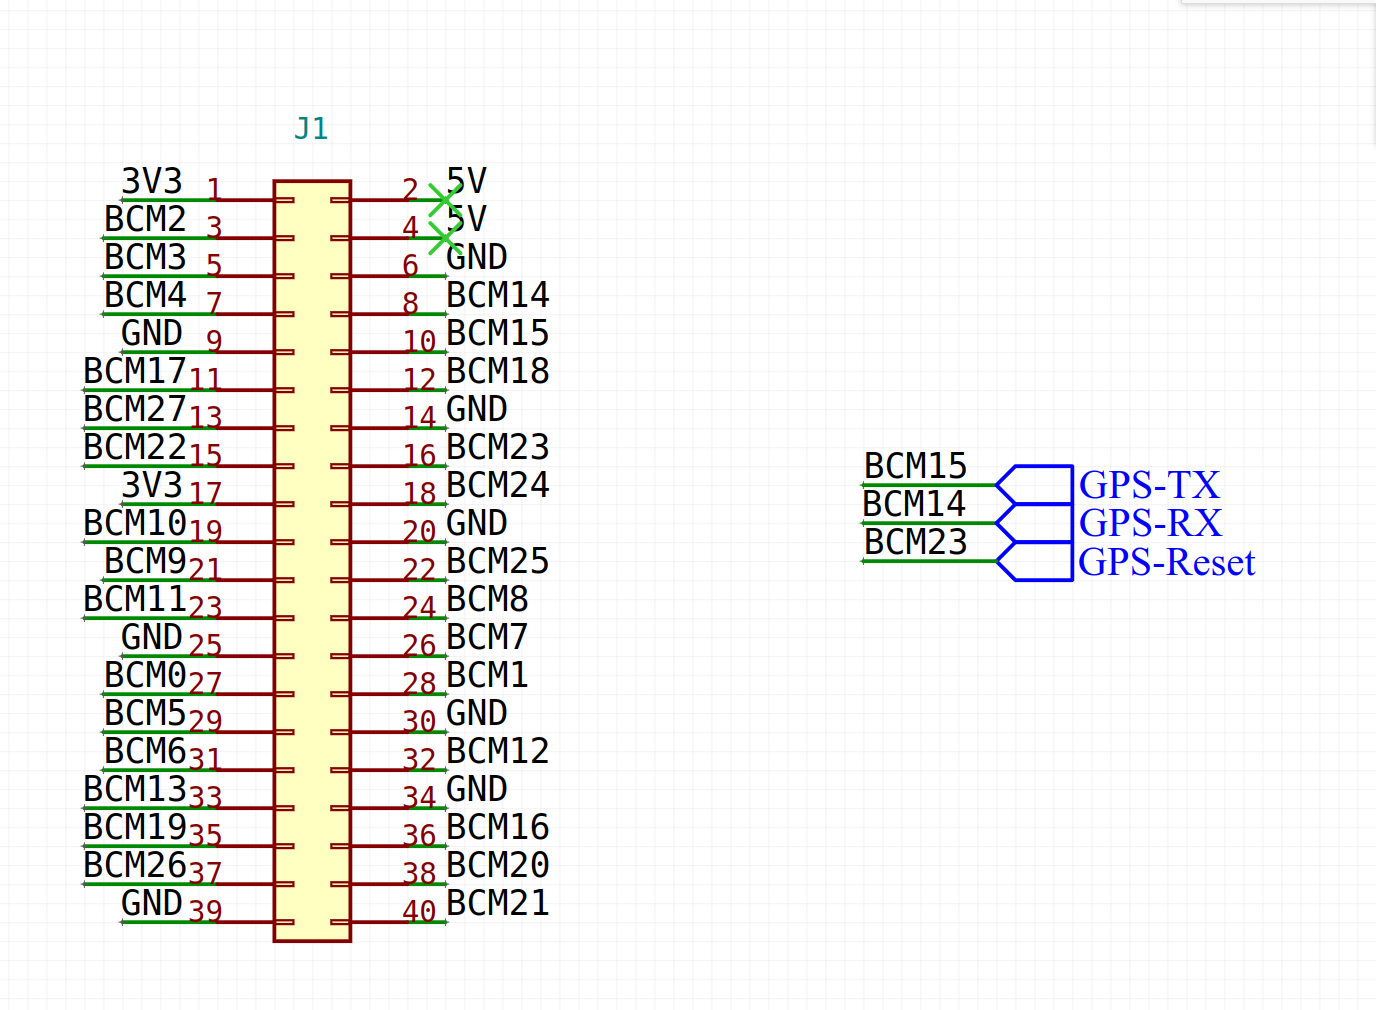 J1
3V3 1 2 5V
BCM2 3 4 5V
BCM3 5 6 GND
BCM4 7 8 BCM14
GND 9 10 BCM15
BCM17 11 12 BCM18
BCM27 13 14 GND
BCM22 15 16 BCM23
3V3 17 18 BCM24
BCM10 19 20 GND
BCM9 21 22 BCM25
BCM11 23 24 BCM8
GND 25 26 BCM7
BCM0 27 28 BCM1
BCM5 29 30 GND
BCM6 31 32 BCM12
BCM13 33 34 GND
BCM19 35 36 BCM16
BCM26 37 38 BCM20
GND 39 40 BCM21
BCM15 GPS-TX
BCM14 GPS-RX
BCM23 GPS-Reset